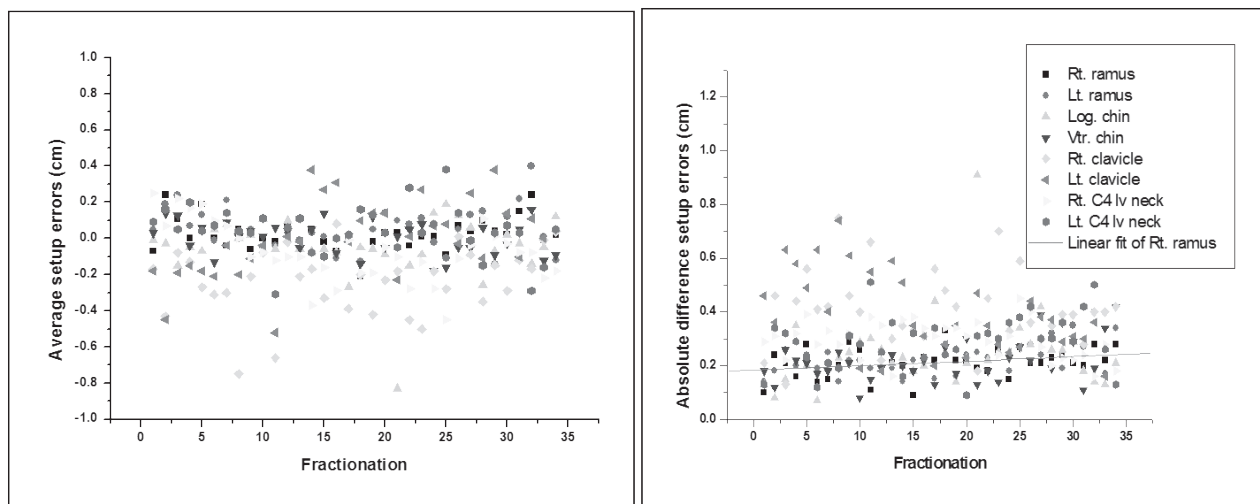 1.0
0.8
0.6
0.4
0.2
0.0
-0.2
-0.4
-0.6
-0.8
-1.0
Average setup errors (cm)
0 5 10 15 20 25 30 35
Fractionation
1.2
1.0
0.8
0.6
0.4
0.2
0.0
Absolute difference setup errors (cm)
0 5 10 15 20 25 30 35
Fractionation
Rt. ramus
Lt. ramus
Log. chin
Vtr. chin
Rt. clavicle
Lt. clavicle
Rt. C4 lv neck
Lt. C4 lv neck
Linear fit of Rt. ramus